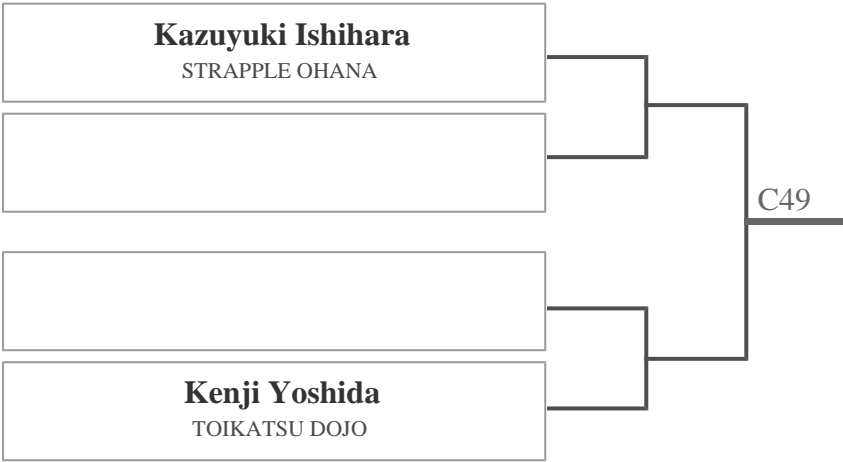 Kazuyuki Ishihara
STRAPPLE OHANA
C49
Kenji Yoshida
TOIKATSU DOJO